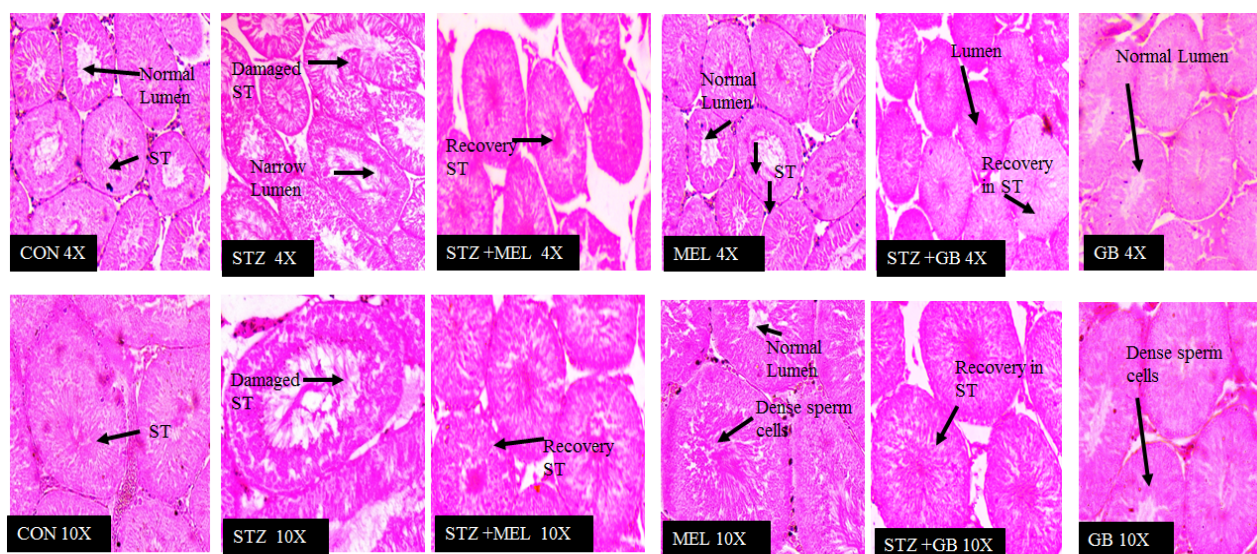 Normal
Lumen
ST
CON 4X
Damaged
ST
Narrow
Lumen
STZ 4X
Recovery
ST
STZ +MEL 4X
Normal
Lumen
ST
MEL 4X
Lumen
Recovery
in ST
STZ +GB 4X
Normal Lumen
GB 4X
ST
CON 10X
Damaged
ST
STZ 10X
Recovery
ST
STZ +MEL 10X
Normal
Lumen
Dense sperm
cells
MEL 10X
Recovery in
ST
STZ +GB 10X
Dense sperm
cells
GB 10X